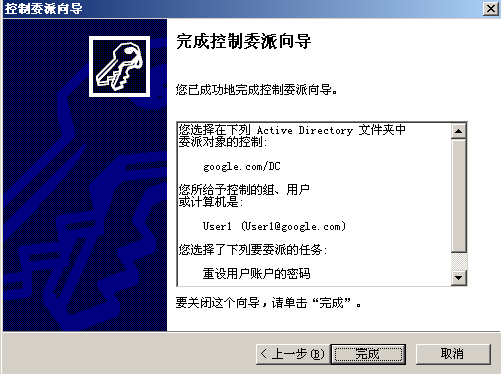 控制委派向导
完成控制委派向导
您已成功地完成控制委派向导。
您选择在下列 Active Directory 文件夹中
委派对象的控制:
google.com/DC
您所给予控制的组、用户
或计算机是:
User1 (User1@google.com)
您选择了下列要委派的任务:
重设用户账户的密码
要关闭这个向导，请单击“完成”。
< 上一步(B)
完成
取消